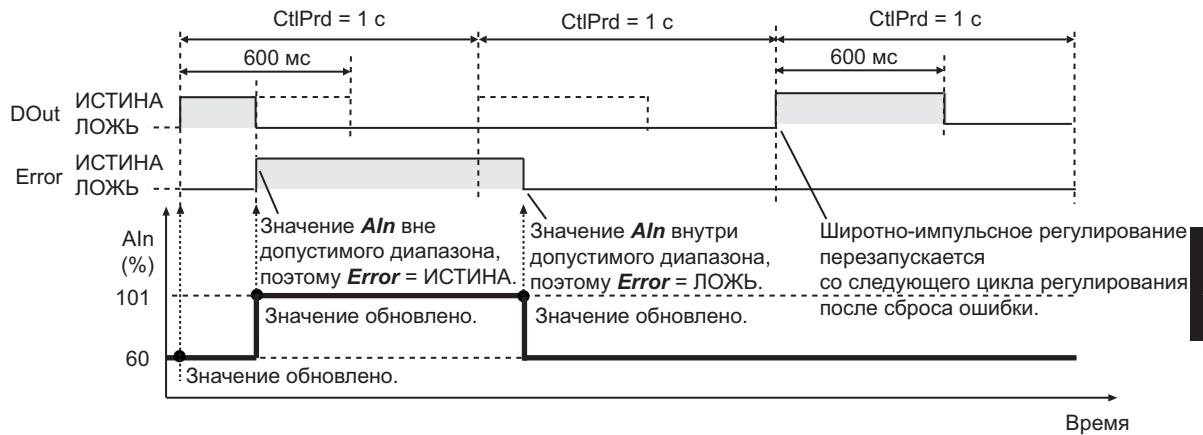 CtlPrd = 1 с
CtlPrd = 1 с
CtlPrd = 1 с
600 мс
600 мс
DOut
ИСТИНА
ЛОЖЬ
Error
ИСТИНА
ЛОЖЬ
AIn
(%)
101
60
Значение AIn вне
допустимого диапазона,
поэтому Error = ИСТИНА.
Значение AIn внутри
допустимого диапазона,
поэтому Error = ЛОЖЬ.
Широтно-импульсное регулирование
перезапускается
со следующего цикла регулирования
после сброса ошибки.
Значение обновлено.
Значение обновлено.
Значение обновлено.
Время